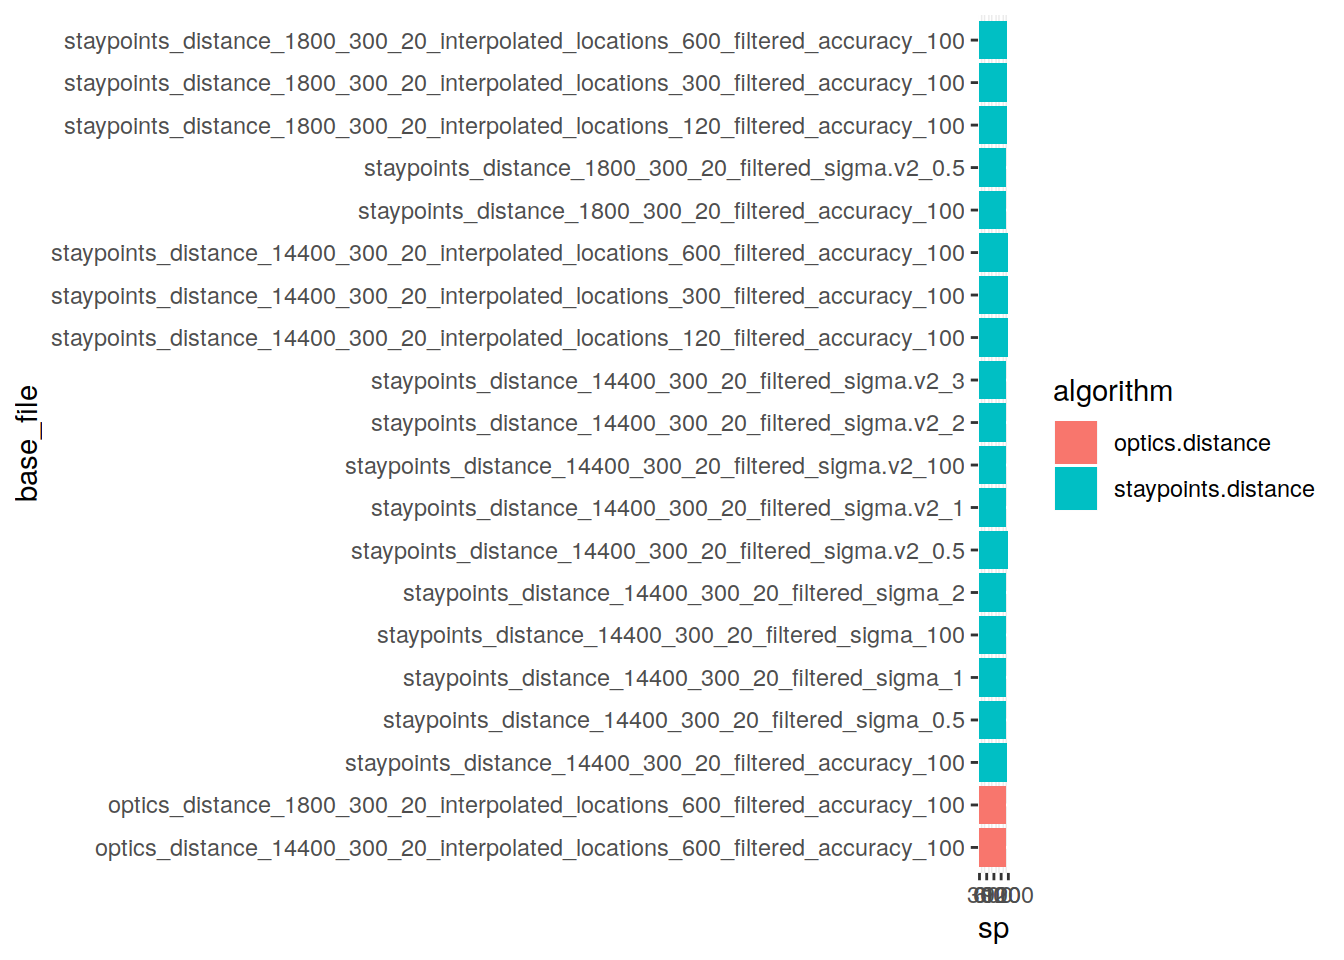 staypoints_distance_1800_300_20_interpolated_locations_600_filtered_accuracy_100
staypoints_distance_1800_300_20_interpolated_locations_300_filtered_accuracy_100
staypoints_distance_1800_300_20_interpolated_locations_120_filtered_accuracy_100
staypoints_distance_1800_300_20_filtered_sigma.v2_0.5
staypoints_distance_1800_300_20_filtered_accuracy_100
staypoints_distance_14400_300_20_interpolated_locations_600_filtered_accuracy_100
staypoints_distance_14400_300_20_interpolated_locations_300_filtered_accuracy_100
staypoints_distance_14400_300_20_interpolated_locations_120_filtered_accuracy_100
staypoints_distance_14400_300_20_filtered_sigma.v2_3
staypoints_distance_14400_300_20_filtered_sigma.v2_2
staypoints_distance_14400_300_20_filtered_sigma.v2_100
staypoints_distance_14400_300_20_filtered_sigma.v2_1
staypoints_distance_14400_300_20_filtered_sigma.v2_0.5
staypoints_distance_14400_300_20_filtered_sigma_2
staypoints_distance_14400_300_20_filtered_sigma_100
staypoints_distance_14400_300_20_filtered_sigma_1
staypoints_distance_14400_300_20_filtered_sigma_0.5
staypoints_distance_14400_300_20_filtered_accuracy_100
optics_distance_1800_300_20_interpolated_locations_600_filtered_accuracy_100
optics_distance_14400_300_20_interpolated_locations_600_filtered_accuracy_100
base_file
sp
algorithm
optics.distance
staypoints.distance